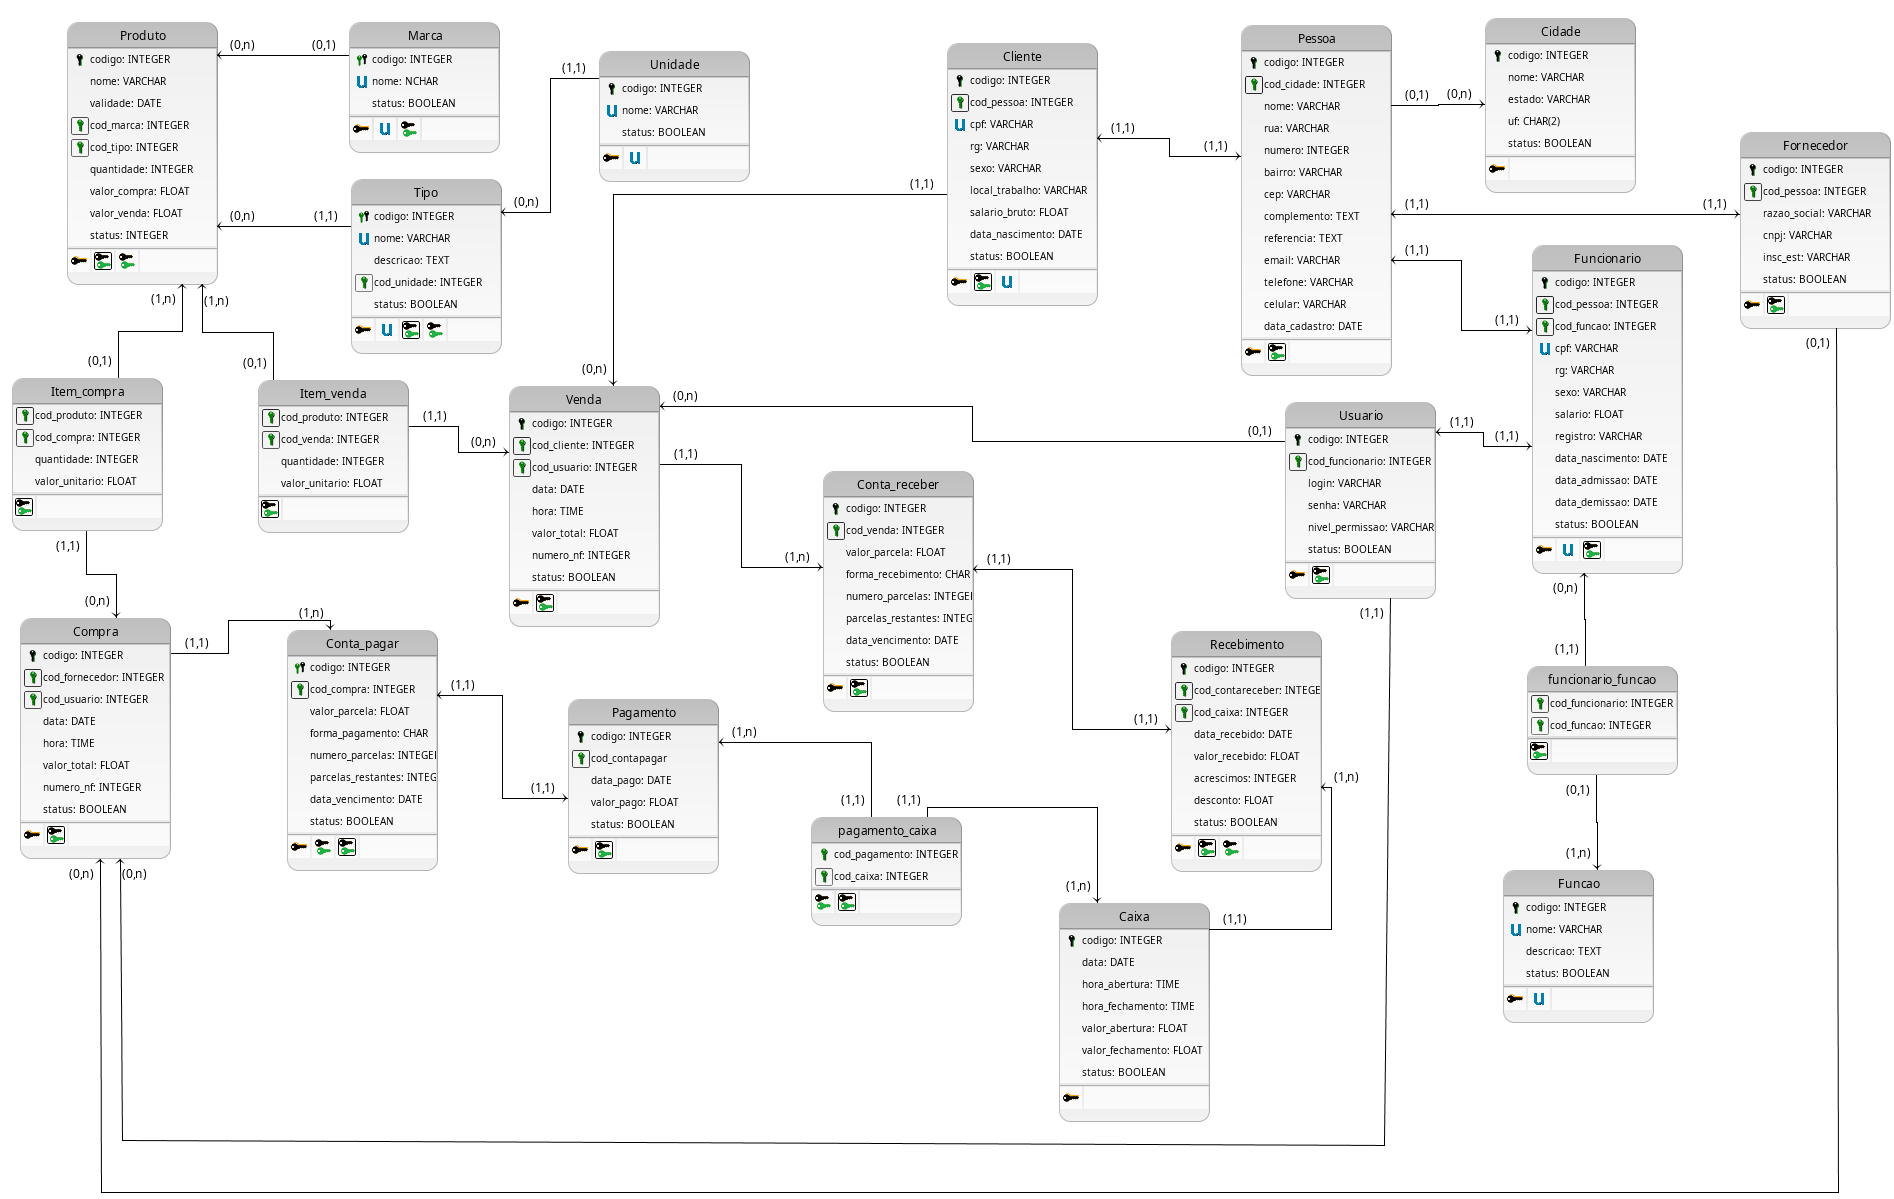 Produto
codigo: INTEGER
nome: VARCHAR
validade: DATE
cod_marca: INTEGER
cod_tipo: INTEGER
quantidade: INTEGER
valor_compra: FLOAT
valor_venda: FLOAT
status: INTEGER
(0,n)
(0,1)
Marca
codigo: INTEGER
nome: NCHAR
status: BOOLEAN
(0,n)
(1,1)
Tipo
codigo: INTEGER
nome: VARCHAR
descricao: TEXT
cod_unidade: INTEGER
status: BOOLEAN
(1,1)
(0,n)
Unidade
codigo: INTEGER
nome: VARCHAR
status: BOOLEAN
Cliente
codigo: INTEGER
cod_pessoa: INTEGER
cpf: VARCHAR
rg: VARCHAR
sexo: VARCHAR
local_trabalho: VARCHAR
salario_bruto: FLOAT
data_nascimento: DATE
status: BOOLEAN
(1,1)
(1,1)
(1,1)
(0,n)
Pessoa
codigo: INTEGER
cod_cidade: INTEGER
nome: VARCHAR
rua: VARCHAR
numero: INTEGER
bairro: VARCHAR
cep: VARCHAR
complemento: TEXT
referencia: TEXT
email: VARCHAR
telefone: VARCHAR
celular: VARCHAR
data_cadastro: DATE
(0,1)
(0,n)
Cidade
codigo: INTEGER
nome: VARCHAR
estado: VARCHAR
uf: CHAR(2)
status: BOOLEAN
(1,1)
(1,1)
Fornecedor
codigo: INTEGER
cod_pessoa: INTEGER
razao_social: VARCHAR
cnpj: VARCHAR
insc_est: VARCHAR
status: BOOLEAN
(0,1)
(1,1)
(1,1)
Funcionario
codigo: INTEGER
cod_pessoa: INTEGER
cod_funcao: INTEGER
cpf: VARCHAR
rg: VARCHAR
sexo: VARCHAR
salario: FLOAT
registro: VARCHAR
data_nascimento: DATE
data_admissao: DATE
data_demissao: DATE
status: BOOLEAN
(1,n)
(1,n)
(0,1)
(0,1)
Item_compra
cod_produto: INTEGER
cod_compra: INTEGER
quantidade: INTEGER
valor_unitario: FLOAT
(1,1)
(0,n)
Item_venda
cod_produto: INTEGER
cod_venda: INTEGER
quantidade: INTEGER
valor_unitario: FLOAT
(1,1)
(0,n)
Venda
codigo: INTEGER
cod_cliente: INTEGER
cod_usuario: INTEGER
data: DATE
hora: TIME
valor_total: FLOAT
numero_nf: INTEGER
status: BOOLEAN
(0,n)
(0,1)
(1,1)
(1,n)
Conta_receber
codigo: INTEGER
cod_venda: INTEGER
valor_parcela: FLOAT
forma_recebimento: CHAR
numero_parcelas: INTEGE
parcelas_restantes: INTEG
data_vencimento: DATE
status: BOOLEAN
(1,1)
(1,1)
Usuario
codigo: INTEGER
cod_funcionario: INTEGER
login: VARCHAR
senha: VARCHAR
nivel_permissao: VARCHAR
status: BOOLEAN
(1,1)
(1,1)
(1,1)
(0,n)
(1,1)
funcionario_funcao
cod_funcionario: INTEGER
cod_funcao: INTEGER
(0,1)
(1,n)
Funcao
codigo: INTEGER
nome: VARCHAR
descricao: TEXT
status: BOOLEAN
Compra
codigo: INTEGER
cod_fornecedor: INTEGER
cod_usuario: INTEGER
data: DATE
hora: TIME
valor_total: FLOAT
numero_nf: INTEGER
status: BOOLEAN
(0,n)
(0,n)
(1,1)
(1,n)
Conta_pagar
codigo: INTEGER
cod_compra: INTEGER
valor_parcela: FLOAT
forma_pagamento: CHAR
numero_parcelas: INTEGE
parcelas_restantes: INTEG
data_vencimento: DATE
status: BOOLEAN
(1,1)
(1,1)
Pagamento
codigo: INTEGER
cod_contapagar
data_pago: DATE
valor_pago: FLOAT
status: BOOLEAN
(1,n)
(1,1)
(1,1)
pagamento_caixa
cod_pagamento: INTEGER
cod_caixa: INTEGER
(1,n)
Recebimento
codigo: INTEGER
cod_contareceber: INTEGE
cod_caixa: INTEGER
data_recebido: DATE
valor_recebido: FLOAT
acrescimos: INTEGER
desconto: FLOAT
status: BOOLEAN
(1,n)
(1,1)
Caixa
codigo: INTEGER
data: DATE
hora_abertura: TIME
hora_fechamento: TIME
valor_abertura: FLOAT
valor_fechamento: FLOAT
status: BOOLEAN